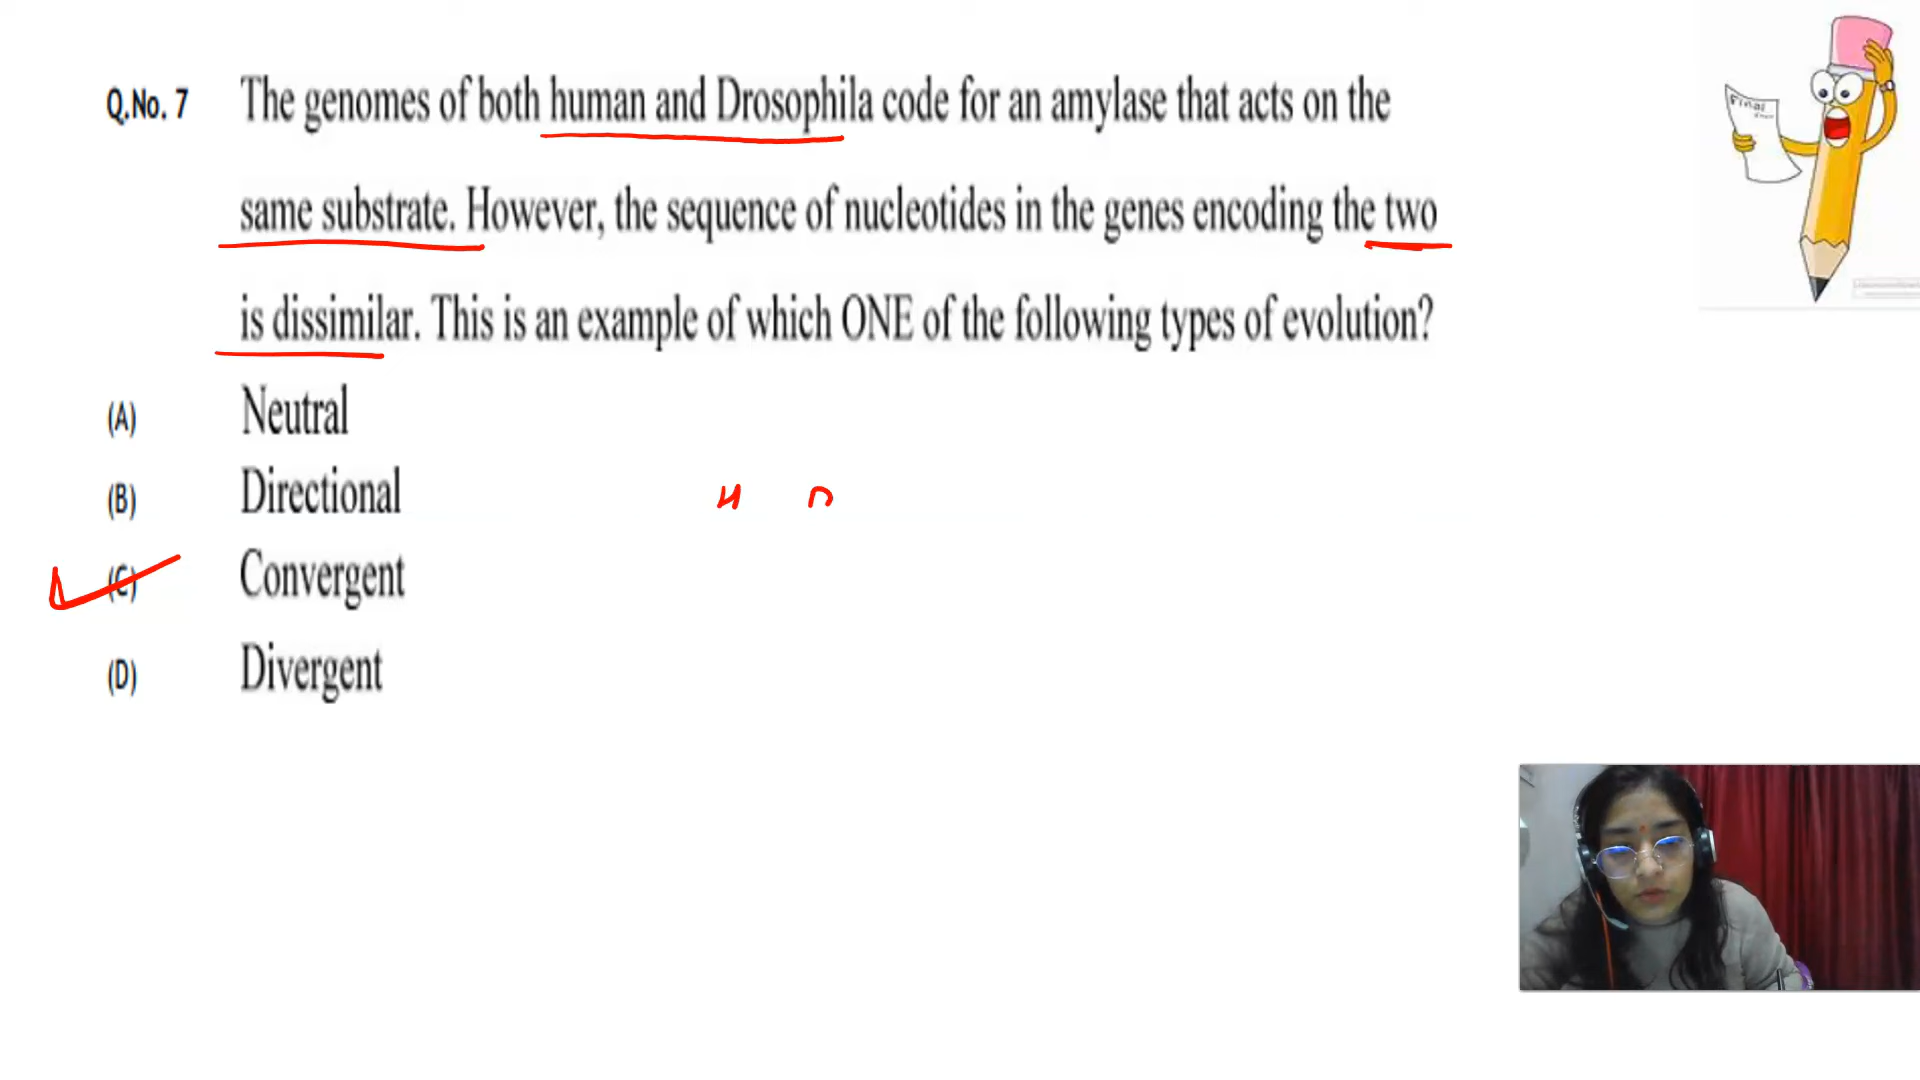 Q.No. 7 The genomes of both human and Drosophila code for an amylase that acts on the
same substrate. However, the sequence of nucleotides in the genes encoding the two
is dissimilar. This is an example of which ONE of the following types of evolution?
(A) Neutral
(B) Directional
H D
(C) Convergent
(D) Divergent
Final